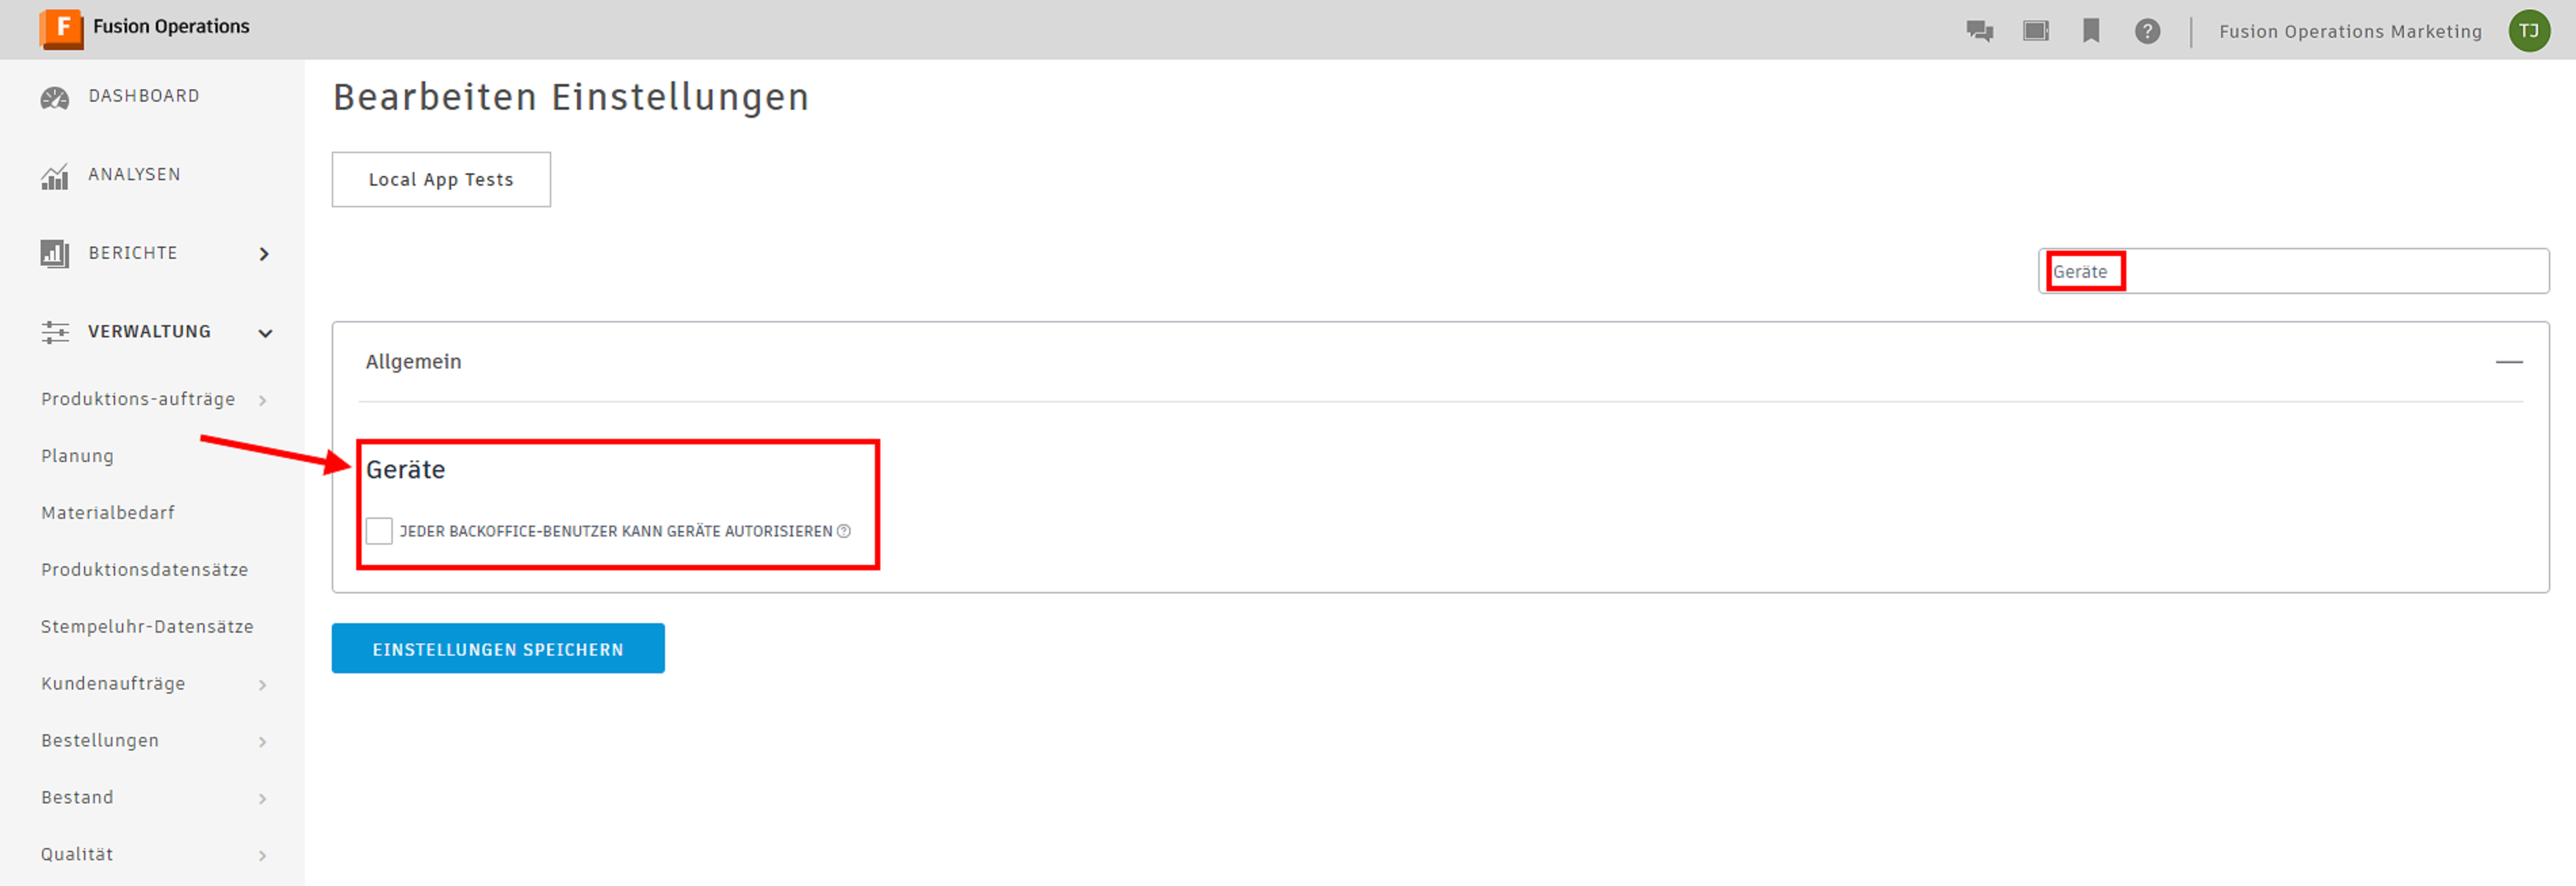 Fusion Operations
Fusion Operations Marketing
TJ
DASHBOARD
ANALYSEN
BERICHTE
VERWALTUNG
Produktions-aufträge
Planung
Materialbedarf
Produktionsdatensätze
Stempeluhr-Datensätze
Kundenaufträge
Bestellungen
Bestand
Qualität
Bearbeiten Einstellungen
Local App Tests
Geräte
Allgemein
Geräte
JEDER BACKOFFICE-BENUTZER KANN GERÄTE AUTORISIEREN
EINSTELLUNGEN SPEICHERN